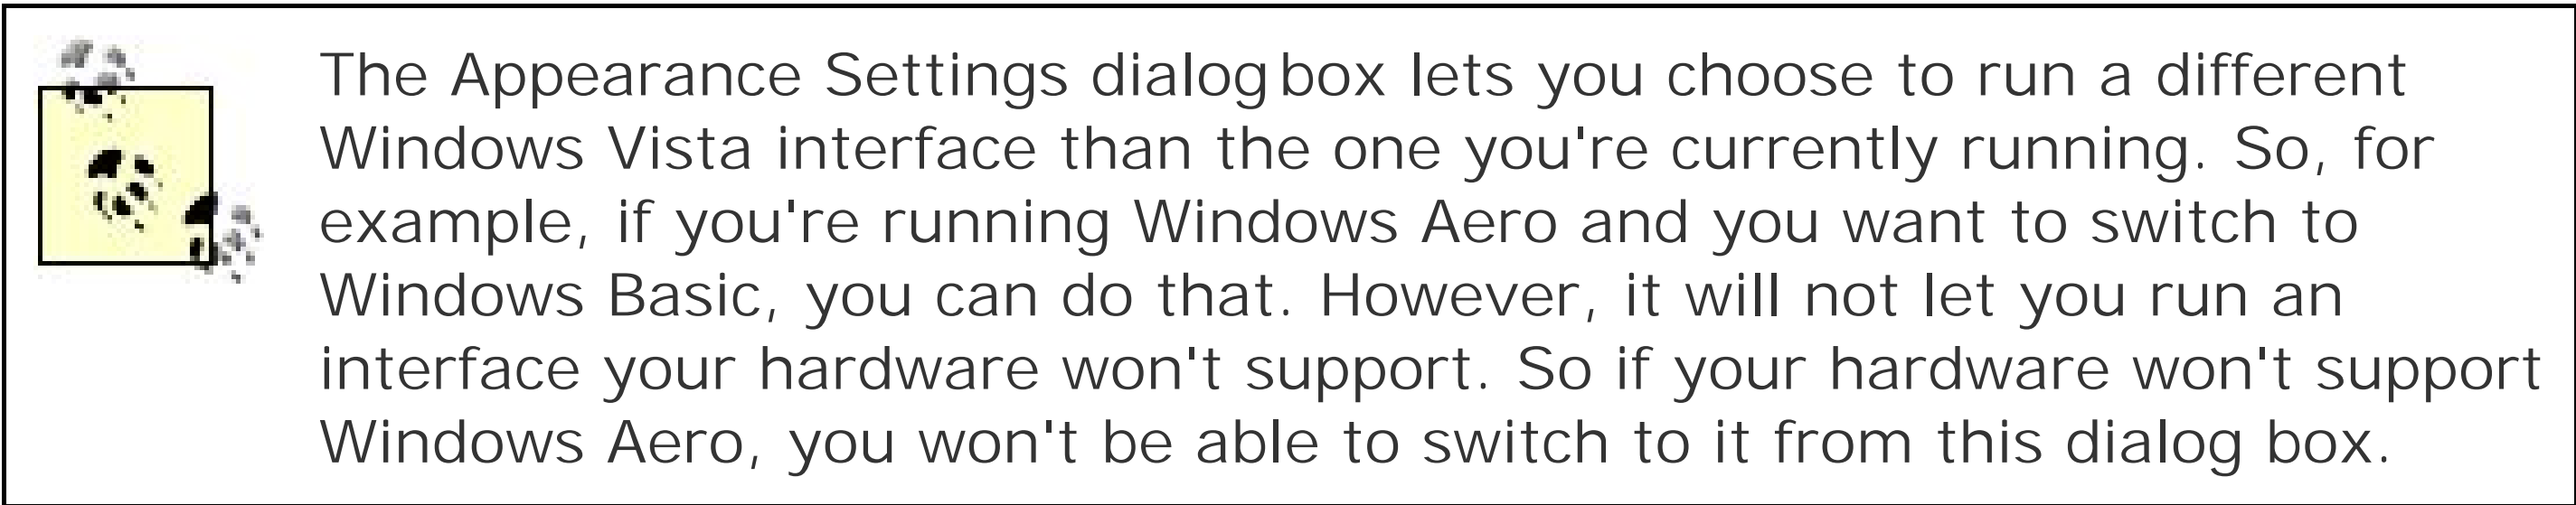 The Appearance Settings dialog box lets you choose to run a different
Windows Vista interface than the one you're currently running. So, for
example, if you're running Windows Aero and you want to switch to
Windows Basic, you can do that. However, it will not let you run an
interface your hardware won't support. So if your hardware won't support
Windows Aero, you won't be able to switch to it from this dialog box.